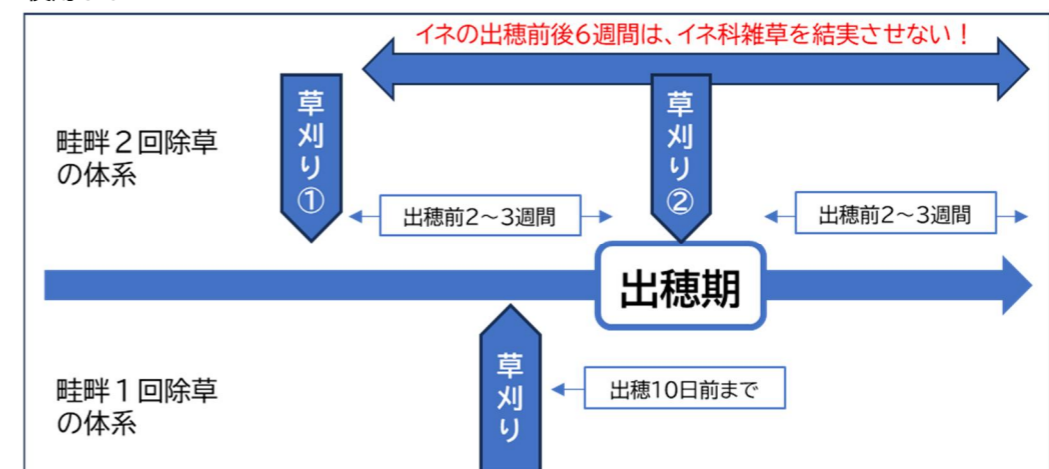 イネの出穂前後6週間は、イネ科雑草を結実させない！
畦畔２回除草
の体系
草刈り①
草刈り②
出穂前2～3週間
出穂前2～3週間
出穂期
畦畔１回除草
の体系
草刈り
出穂10日前まで